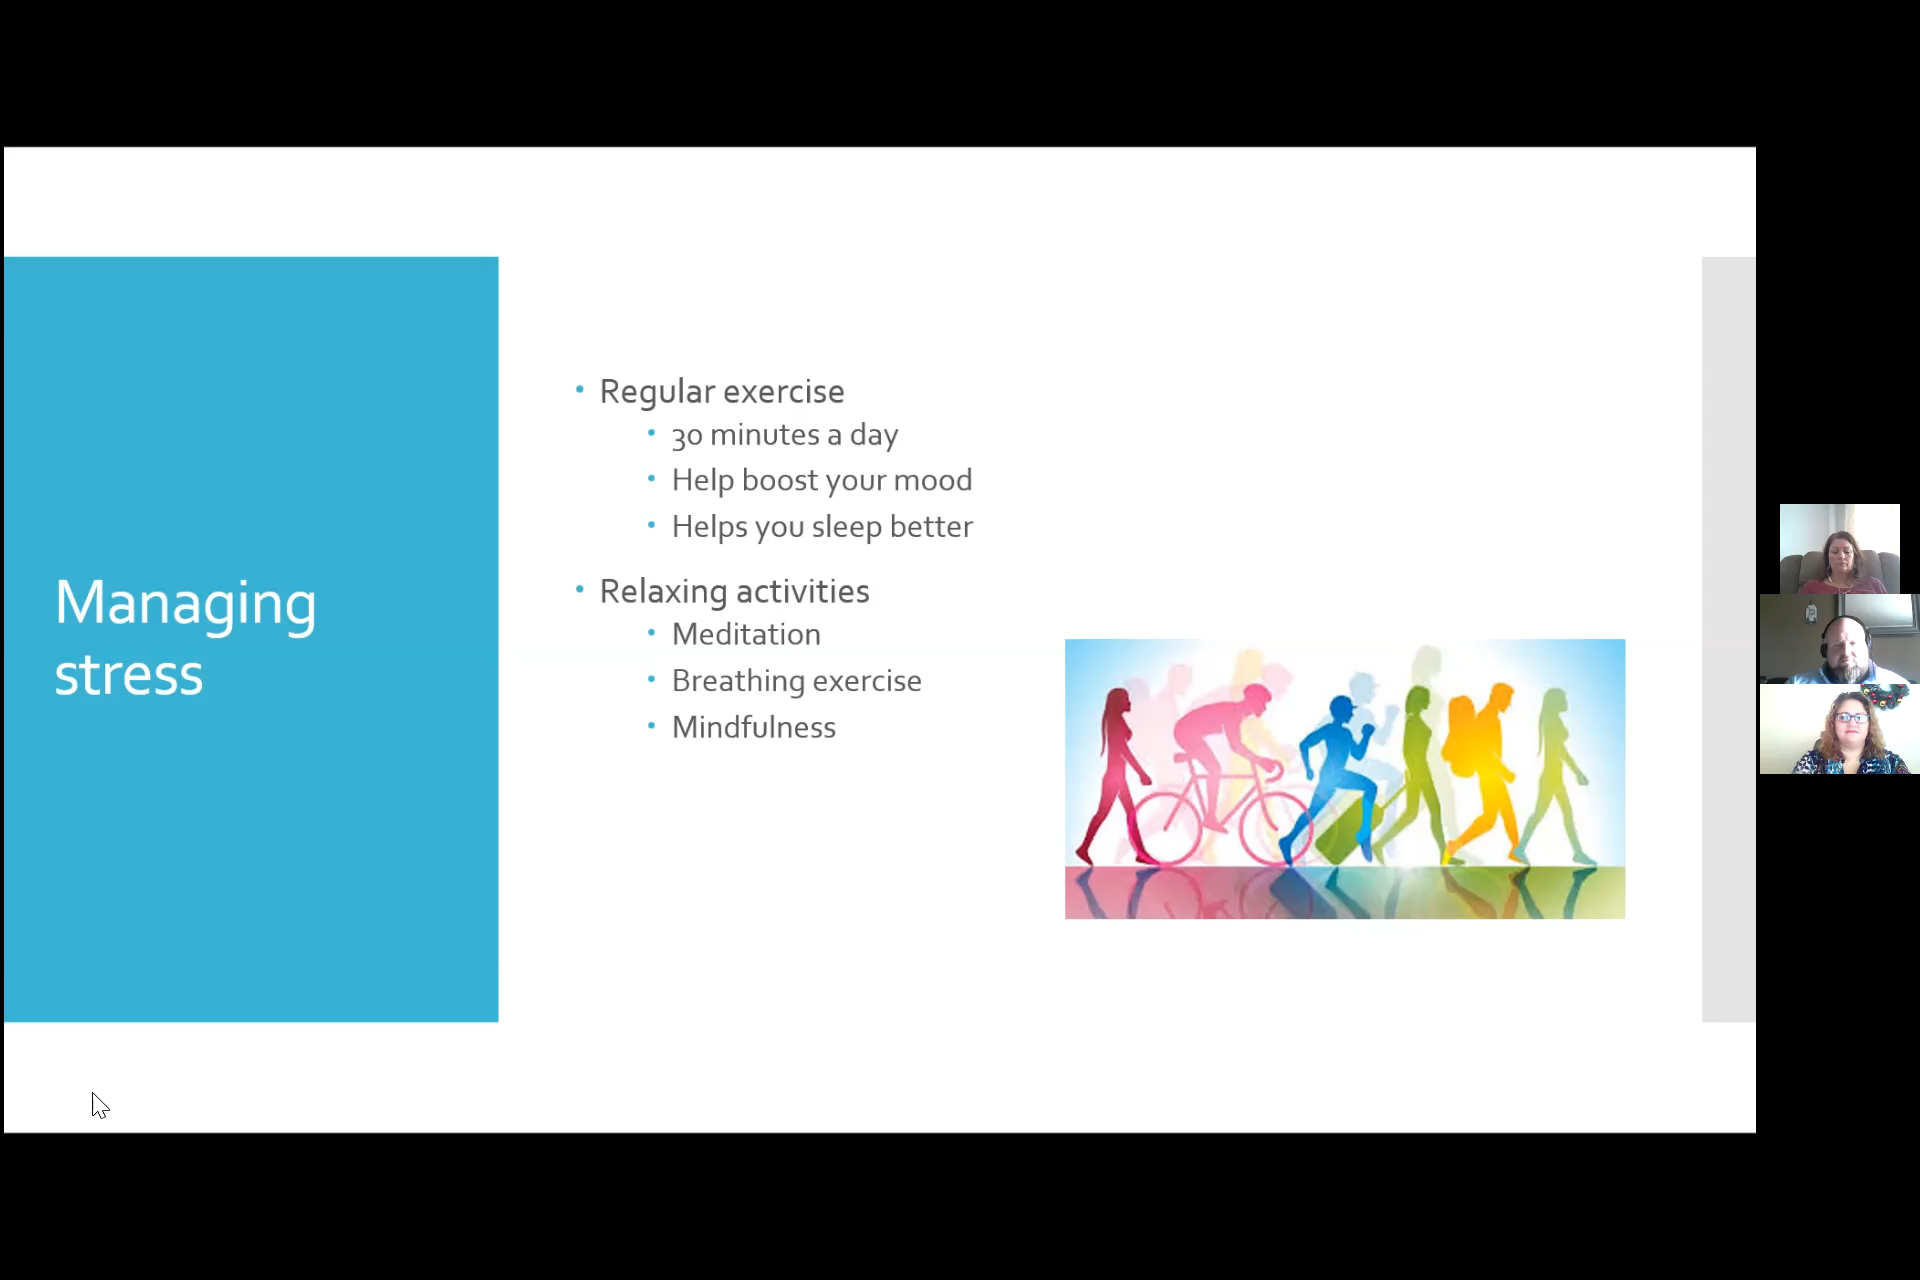 Managing
stress
Regular exercise
30 minutes a day
Help boost your mood
Helps you sleep better
Relaxing activities
Meditation
Breathing exercise
Mindfulness